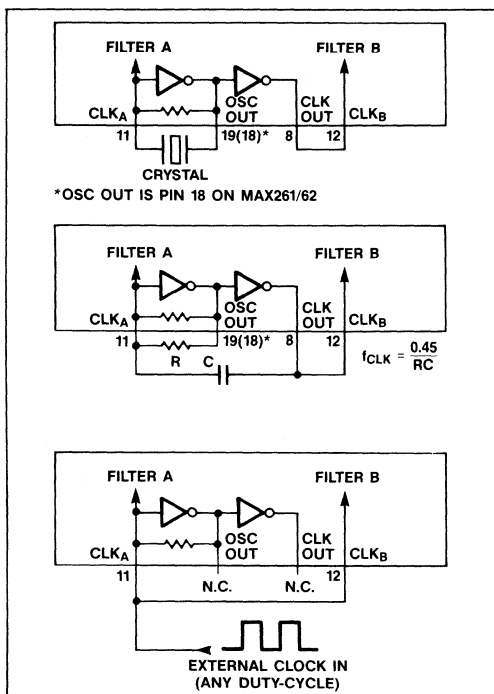 FILTER A FILTER B
OSC CLK
CLKA OUT OUT CLKB
11 19(18)* 8 12
CRYSTAL
*OSC OUT IS PIN 18 ON MAX261/62
FILTER A FILTER B
OSC CLK
CLKA OUT OUT CLKB
11 19(18)* 8 12
R C
fCLK = 0.45
RC
FILTER A FILTER B
OSC CLK
CLKA OUT OUT CLKB
11 12
N.C. N.C.
EXTERNAL CLOCK IN
(ANY DUTY-CYCLE)